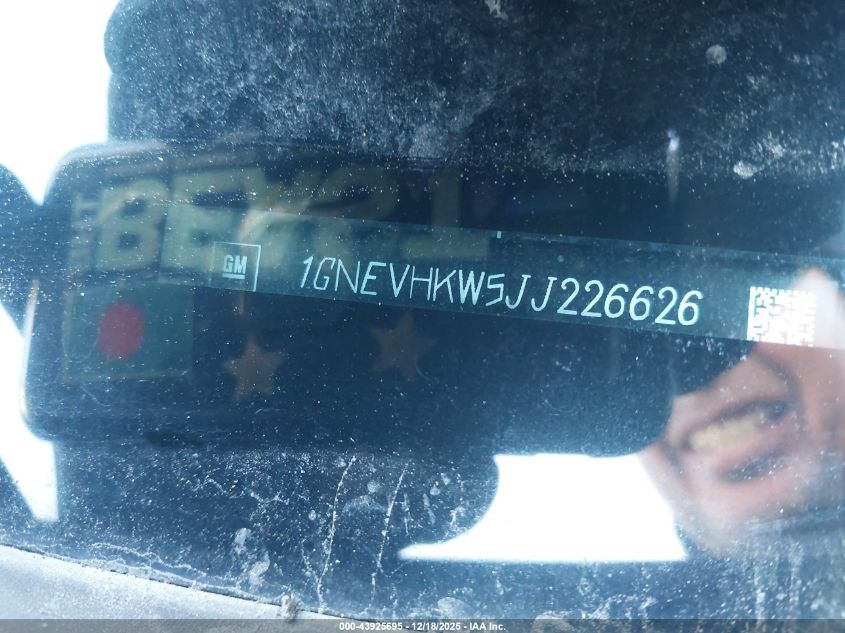 GM 1GNEVHKW5JJ226626
000-43925695 - 12/18/2025 - IAA Inc.